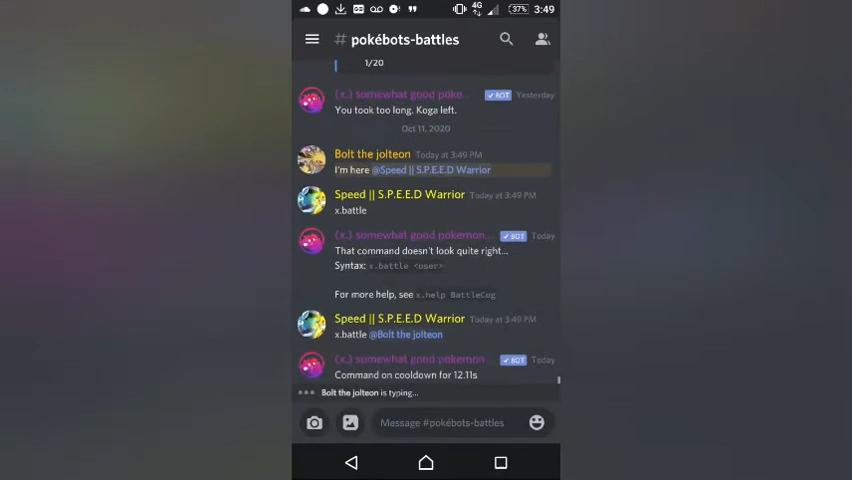 4G
37%
3:49
# pokébots-battles
1/20
(x.) somewhat good poke... ✓ BOT Yesterday
You took too long. Koga left.
Oct 11, 2020
Bolt the jolteon Today at 3:49 PM
I'm here @Speed || S.P.E.E.D Warrior
Speed || S.P.E.E.D Warrior Today at 3:49 PM
x.battle
(x.) somewhat good pokemon... ✓ BOT Today
That command doesn't look quite right...
Syntax: x.battle <user>
For more help, see x.help BattleCog
Speed || S.P.E.E.D Warrior Today at 3:49 PM
x.battle @Bolt the jolteon
(x.) somewhat good pokemon... ✓ BOT Today
Command on cooldown for 12.11s
Bolt the jolteon is typing...
Message #pokébots-battles